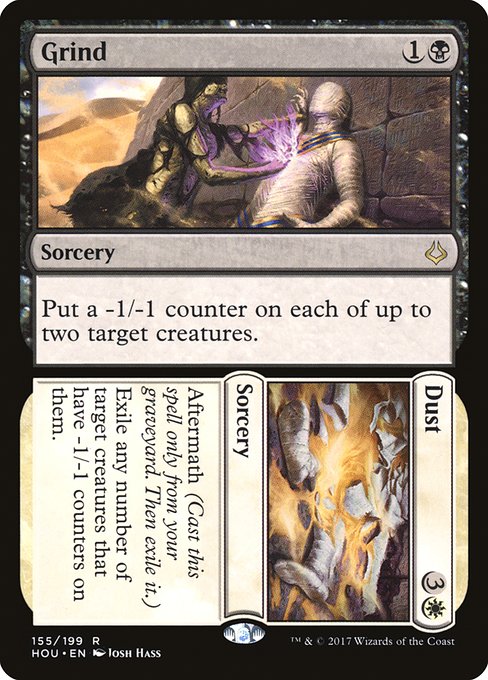 Grind 1
Sorcery
Put a -1/-1 counter on each of up to
two target creatures.
Dust 3
Sorcery
Aftermath (Cast this
spell only from your
graveyard. Then exile it.)
Exile any number of
target creatures that
have -1/-1 counters on
them.
155/199 R
HOU • EN Josh Hass
™ & © 2017 Wizards of the Coast